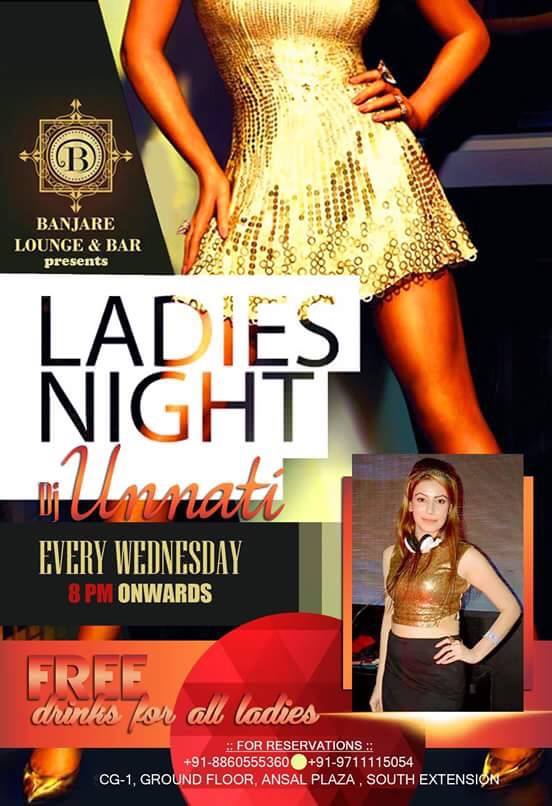 B
BANJARE
LOUNGE & BAR
presents
LADIES
NIGHT
Dj Unnati
EVERY WEDNESDAY
8 PM ONWARDS
FREE
drinks for all ladies
:: FOR RESERVATIONS ::
+91-8860555360 +91-9711115054
CG-1, GROUND FLOOR, ANSAL PLAZA , SOUTH EXTENSION